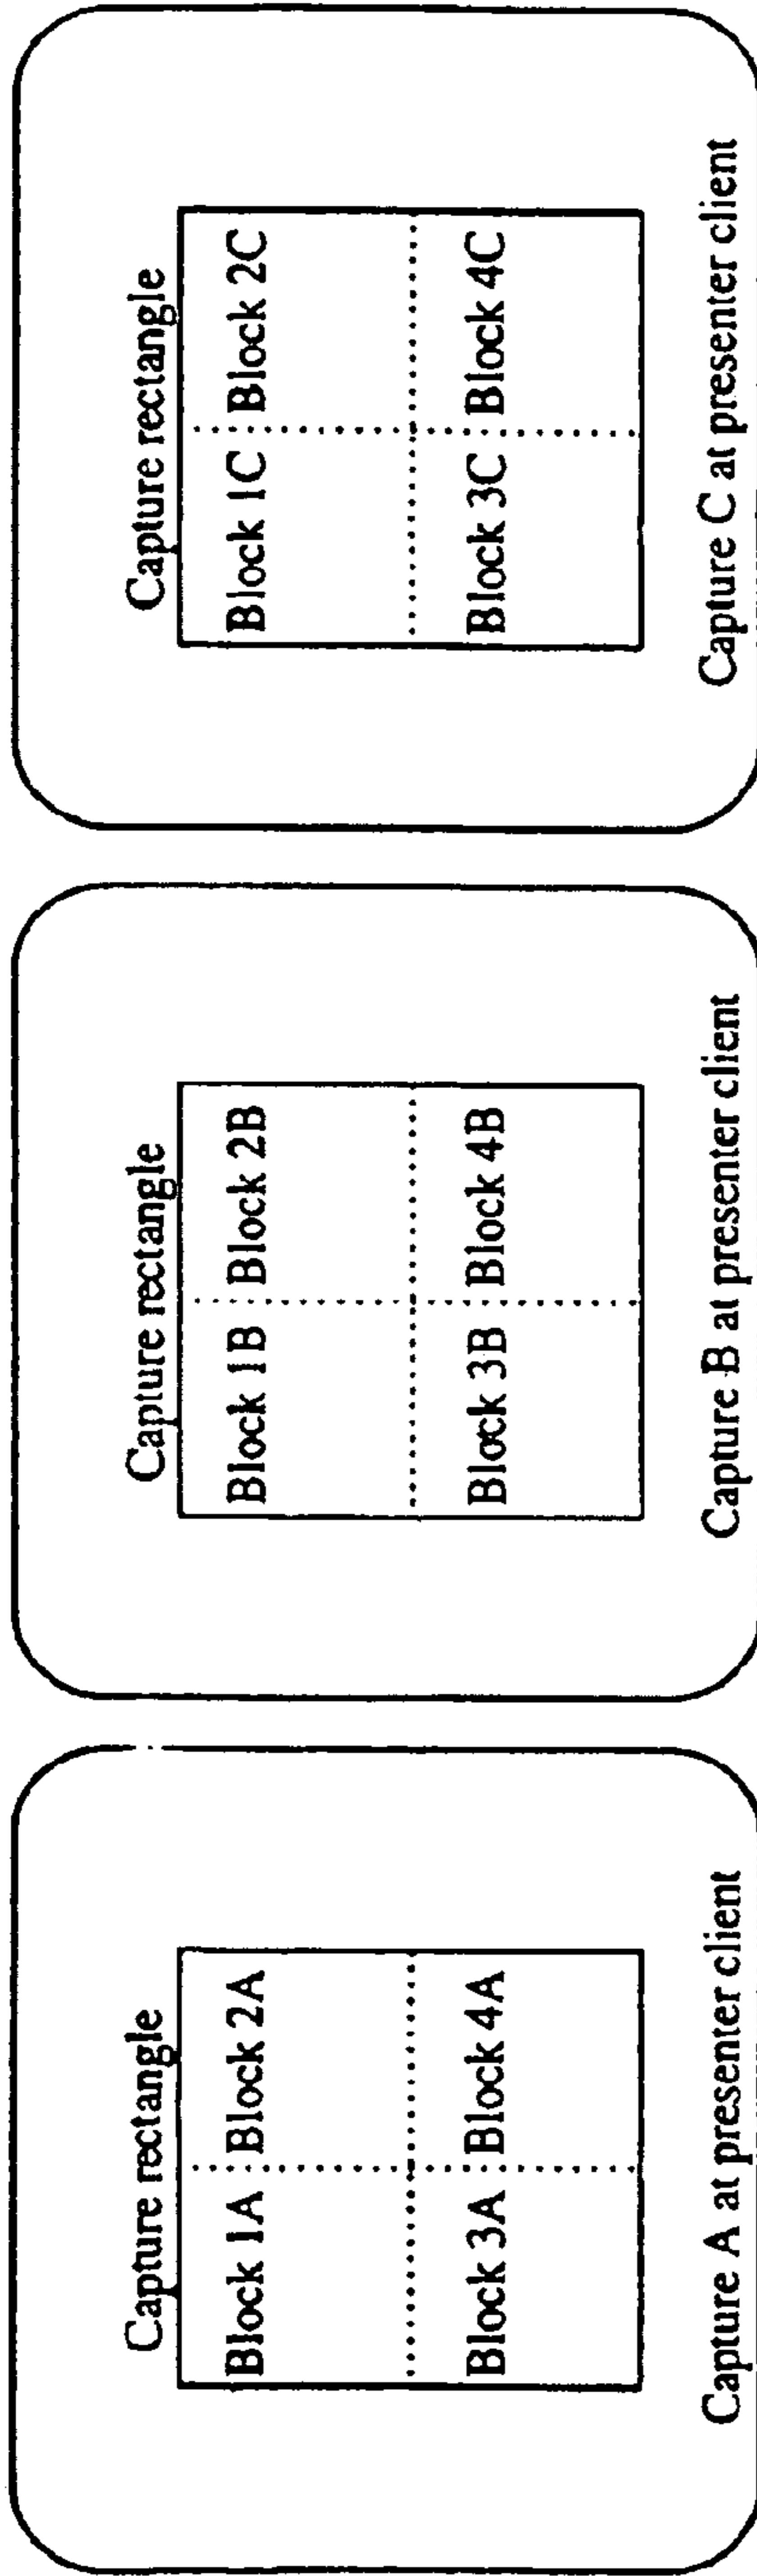 Capture rectangle
Block 1A Block 2A
Block 3A Block 4A
Capture A at presenter client
Capture rectangle
Block 1B Block 2B
Block 3B Block 4B
Capture B at presenter client
Capture rectangle
Block 1C Block 2C
Block 3C Block 4C
Capture C at presenter client